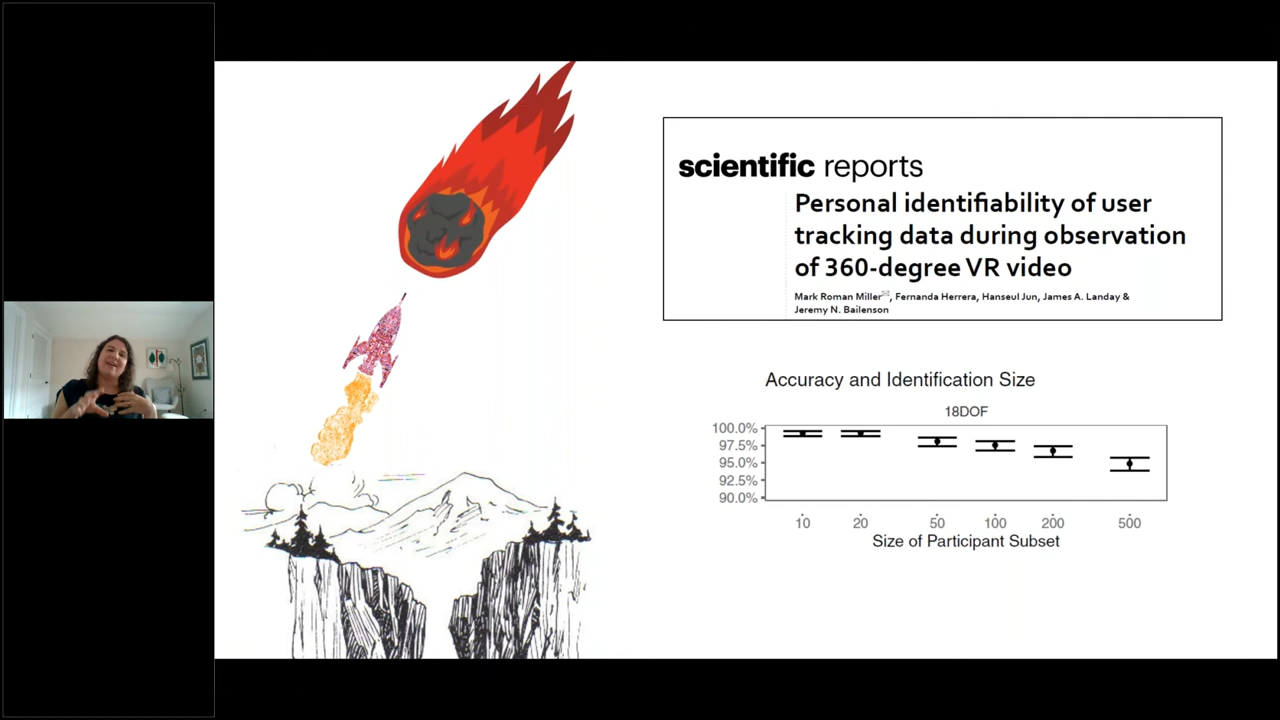 scientific reports
Personal identifiability of user
tracking data during observation
of 360-degree VR video
Mark Roman Miller✉, Fernanda Herrera, Hanseul Jun, James A. Landay &
Jeremy N. Bailenson
Accuracy and Identification Size
18DOF
100.0%
97.5%
95.0%
92.5%
90.0%
10 20 50 100 200 500
Size of Participant Subset